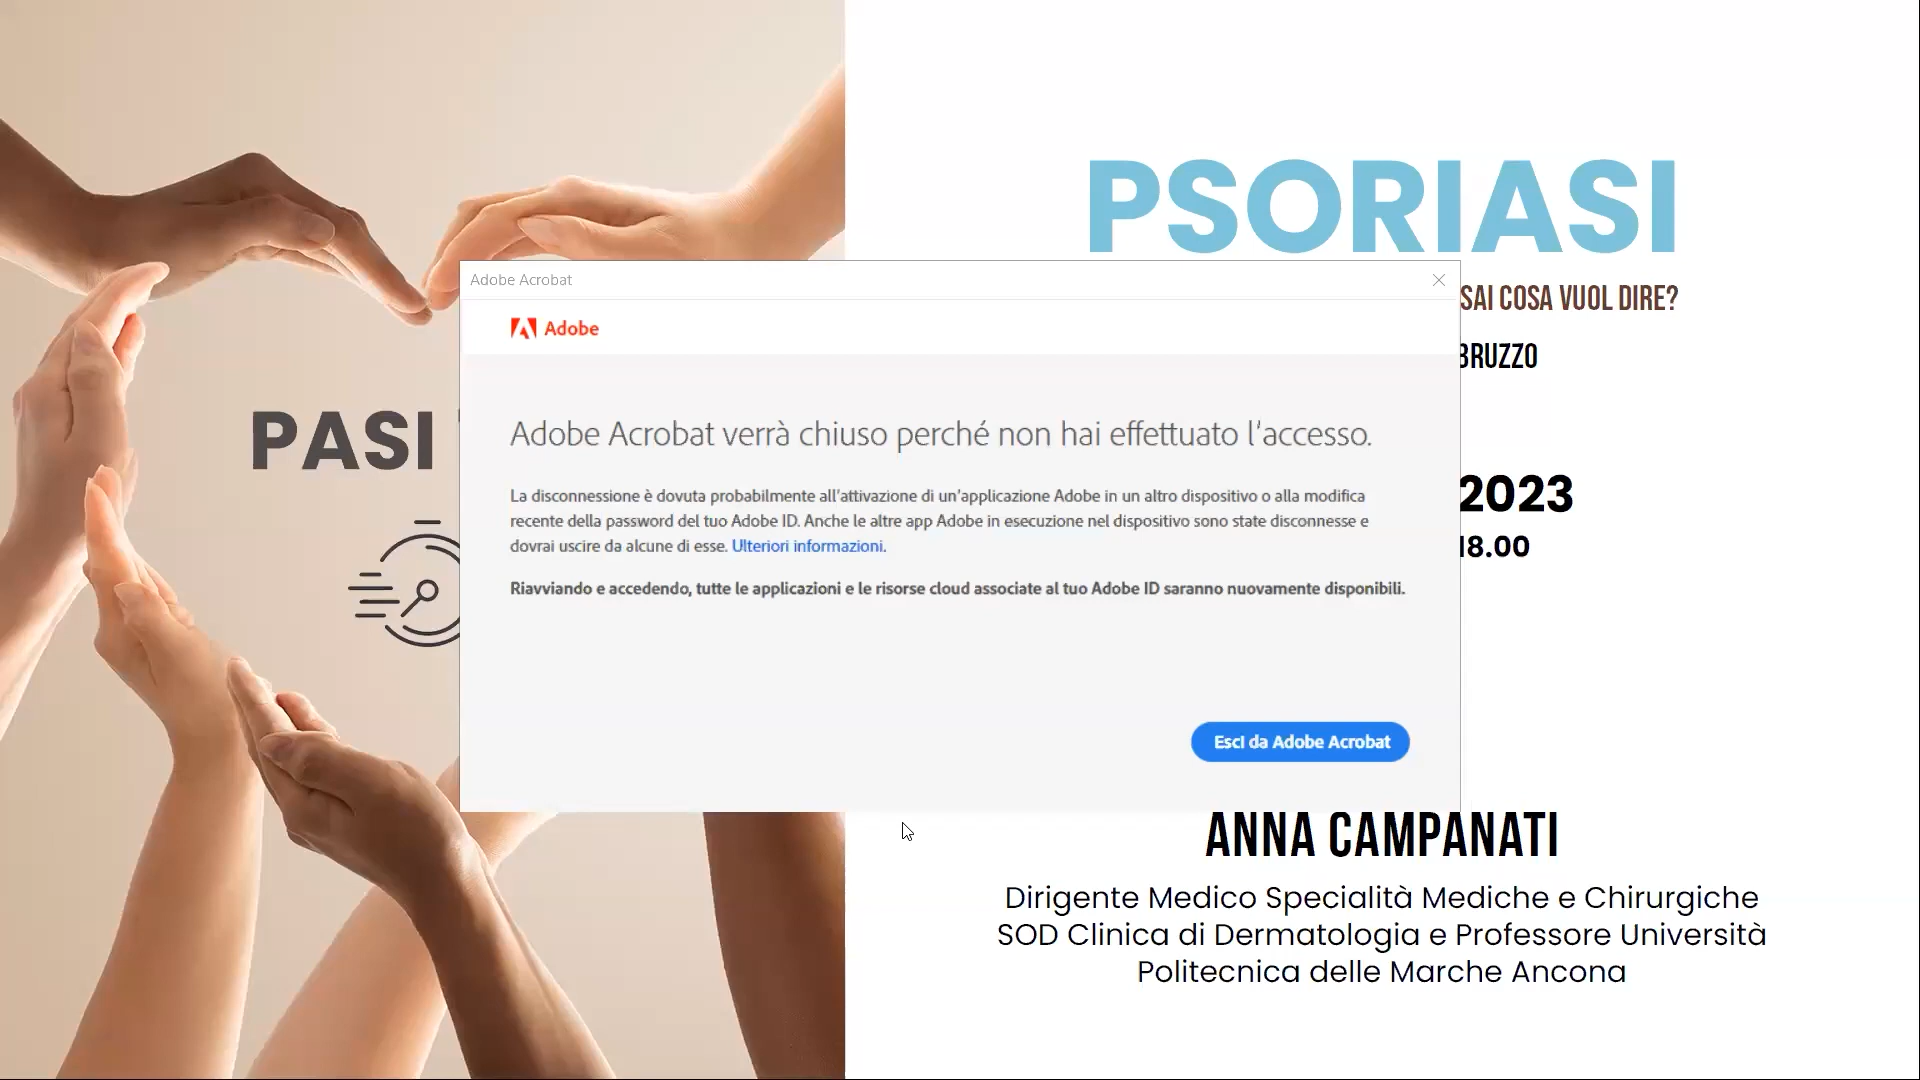 PSORIASI
SAI COSA VUOL DIRE?
BRUZZO
PASI
2023
18.00
Adobe Acrobat
Adobe
Adobe Acrobat verrà chiuso perché non hai effettuato l'accesso.
La disconnessione è dovuta probabilmente all'attivazione di un'applicazione Adobe in un altro dispositivo o alla modifica
recente della password del tuo Adobe ID. Anche le altre app Adobe in esecuzione nel dispositivo sono state disconnesse e
dovrai uscire da alcune di esse. Ulteriori informazioni.
Riavviando e accedendo, tutte le applicazioni e le risorse cloud associate al tuo Adobe ID saranno nuovamente disponibili.
Esci da Adobe Acrobat
ANNA CAMPANATI
Dirigente Medico Specialità Mediche e Chirurgiche
SOD Clinica di Dermatologia e Professore Università
Politecnica delle Marche Ancona